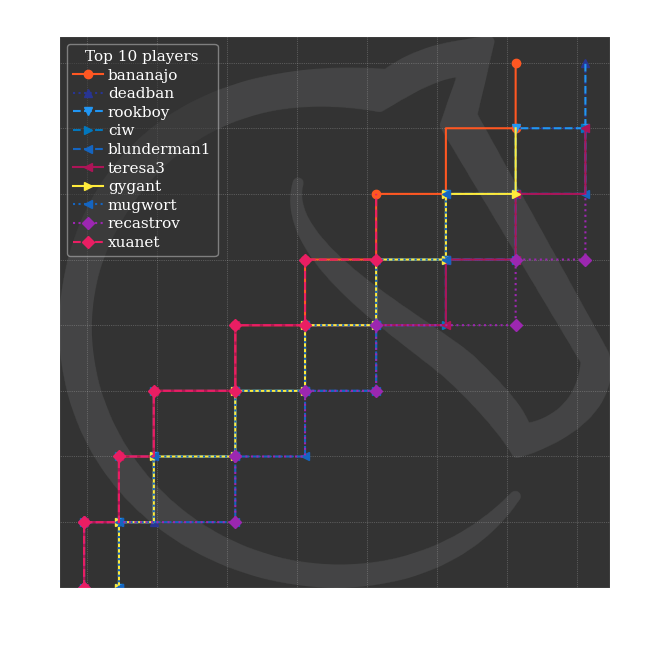 Top 10 players
bananajo
deadban
rookboy
ciw
blunderman1
teresa3
gygant
mugwort
recastrov
xuanet